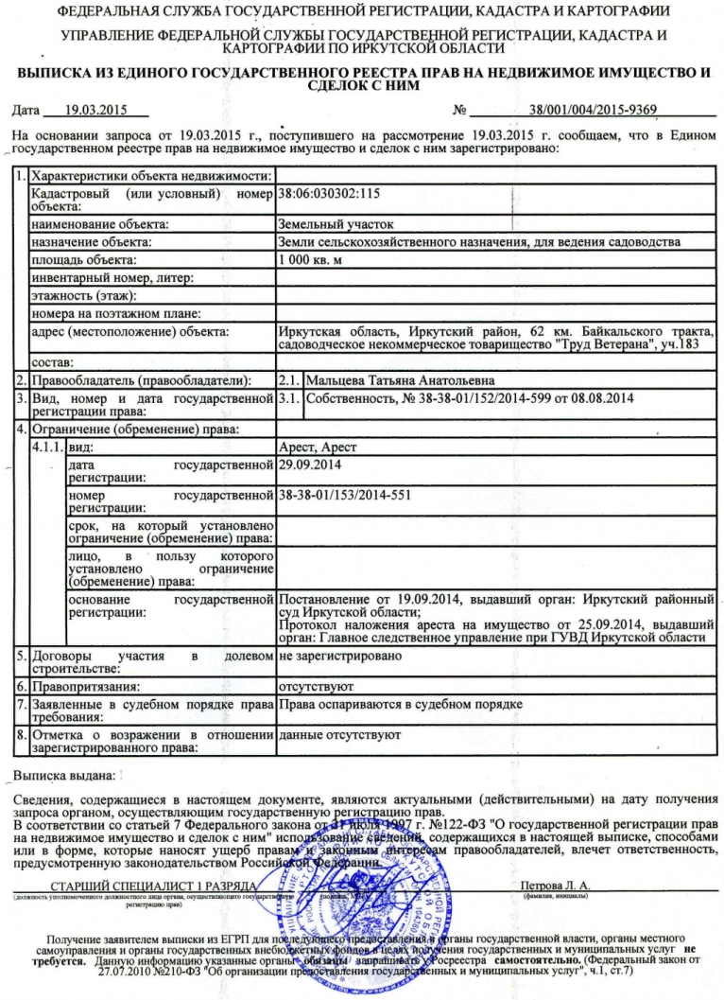 ФЕДЕРАЛЬНАЯ СЛУЖБА ГОСУДАРСТВЕННОЙ РЕГИСТРАЦИИ, КАДАСТРА И КАРТОГРАФИИ
УПРАВЛЕНИЕ ФЕДЕРАЛЬНОЙ СЛУЖБЫ ГОСУДАРСТВЕННОЙ РЕГИСТРАЦИИ, КАДАСТРА И
КАРТОГРАФИИ ПО ИРКУТСКОЙ ОБЛАСТИ
ВЫПИСКА ИЗ ЕДИНОГО ГОСУДАРСТВЕННОГО РЕЕСТРА ПРАВ НА НЕДВИЖИМОЕ ИМУЩЕСТВО И
СДЕЛОК С НИМ
Дата 19.03.2015 № 38/001/004/2015-9369
На основании запроса от 19.03.2015 г., поступившего на рассмотрение 19.03.2015 г. сообщаем, что в Едином
государственном реестре прав на недвижимое имущество и сделок с ним зарегистрировано:
1. Характеристики объекта недвижимости:
Кадастровый (или условный) номер 38:06:030302:115
объекта:
наименование объекта: Земельный участок
назначение объекта: Земли сельскохозяйственного назначения, для ведения садоводства
площадь объекта: 1 000 кв. м
инвентарный номер, литер:
этажность (этаж):
номера на поэтажном плане:
адрес (местоположение) объекта: Иркутская область, Иркутский район, 62 км. Байкальского тракта,
садоводческое некоммерческое товарищество "Труд Ветерана", уч.183
состав:
2. Правообладатель (правообладатели): 2.1. Мальцева Татьяна Анатольевна
3. Вид, номер и дата государственной 3.1. Собственность, № 38-38-01/152/2014-599 от 08.08.2014
регистрации права:
4. Ограничение (обременение) права:
4.1.1. вид: Арест, Арест
дата государственной 29.09.2014
регистрации:
номер государственной 38-38-01/153/2014-551
регистрации:
срок, на который установлено
ограничение (обременение) права:
лицо, в пользу которого
установлено ограничение
(обременение) права:
основание государственной Постановление от 19.09.2014, выдавший орган: Иркутский районный
регистрации: суд Иркутской области;
Протокол наложения ареста на имущество от 25.09.2014, выдавший
орган: Главное следственное управление при ГУВД Иркутской области
5. Договоры участия в долевом не зарегистрировано
строительстве:
6. Правопритязания: отсутствуют
7. Заявленные в судебном порядке права Права оспариваются в судебном порядке
требования:
8. Отметка о возражении в отношении данные отсутствуют
зарегистрированного права:
Выписка выдана:
Сведения, содержащиеся в настоящем документе, являются актуальными (действительными) на дату получения
запроса органом, осуществляющим государственную регистрацию прав.
В соответствии со статьей 7 Федерального закона от 21 июля 1997 г. №122-ФЗ "О государственной регистрации прав
на недвижимое имущество и сделок с ним" использование сведений, содержащихся в настоящей выписке, способами
или в форме, которые наносят ущерб правам и законным интересам правообладателей, влечет ответственность,
предусмотренную законодательством Российской Федерации.
СТАРШИЙ СПЕЦИАЛИСТ 1 РАЗРЯДА Петрова Л. А.
(должность уполномоченного должностного лица органа, осуществляющего государственную (фамилия, инициалы)
регистрацию прав)
Получение заявителем выписки из ЕГРП для последующего предоставления в органы государственной власти, органы местного
самоуправления и органы государственных внебюджетных фондов в целях получения государственных и муниципальных услуг не
требуется. Данную информацию указанные органы обязаны запрашивать у Росреестра самостоятельно. (Федеральный закон от
27.07.2010 №210-ФЗ "Об организации предоставления государственных и муниципальных услуг", ч.1, ст.7)